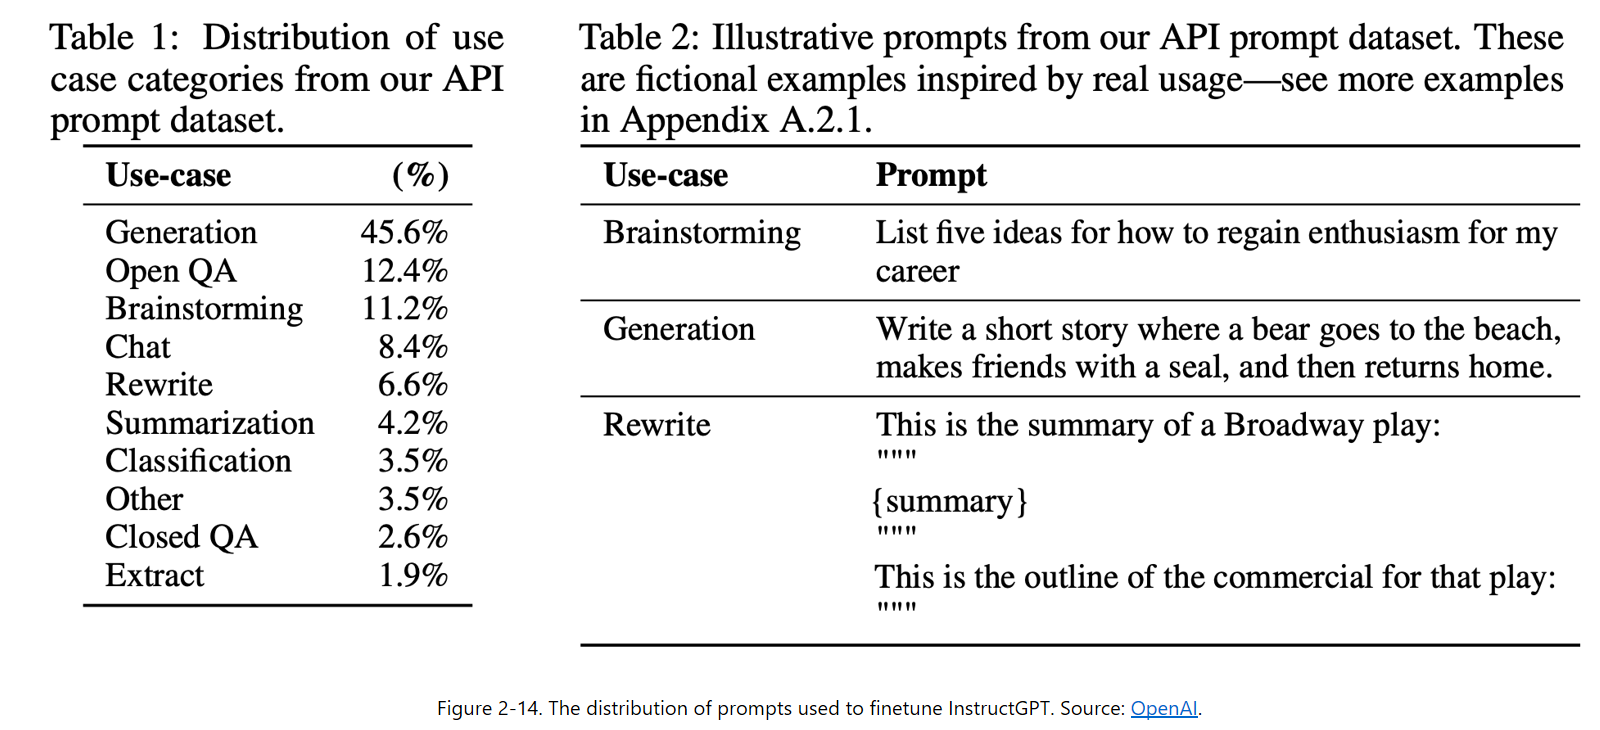 Table 1: Distribution of use
case categories from our API
prompt dataset.
Use-case (%)
Generation 45.6%
Open QA 12.4%
Brainstorming 11.2%
Chat 8.4%
Rewrite 6.6%
Summarization 4.2%
Classification 3.5%
Other 3.5%
Closed QA 2.6%
Extract 1.9%
Table 2: Illustrative prompts from our API prompt dataset. These
are fictional examples inspired by real usage—see more examples
in Appendix A.2.1.
Use-case Prompt
Brainstorming List five ideas for how to regain enthusiasm for my
career
Generation Write a short story where a bear goes to the beach,
makes friends with a seal, and then returns home.
Rewrite This is the summary of a Broadway play:
"""
{summary}
"""
This is the outline of the commercial for that play:
"""
Figure 2-14. The distribution of prompts used to finetune InstructGPT. Source: OpenAI.